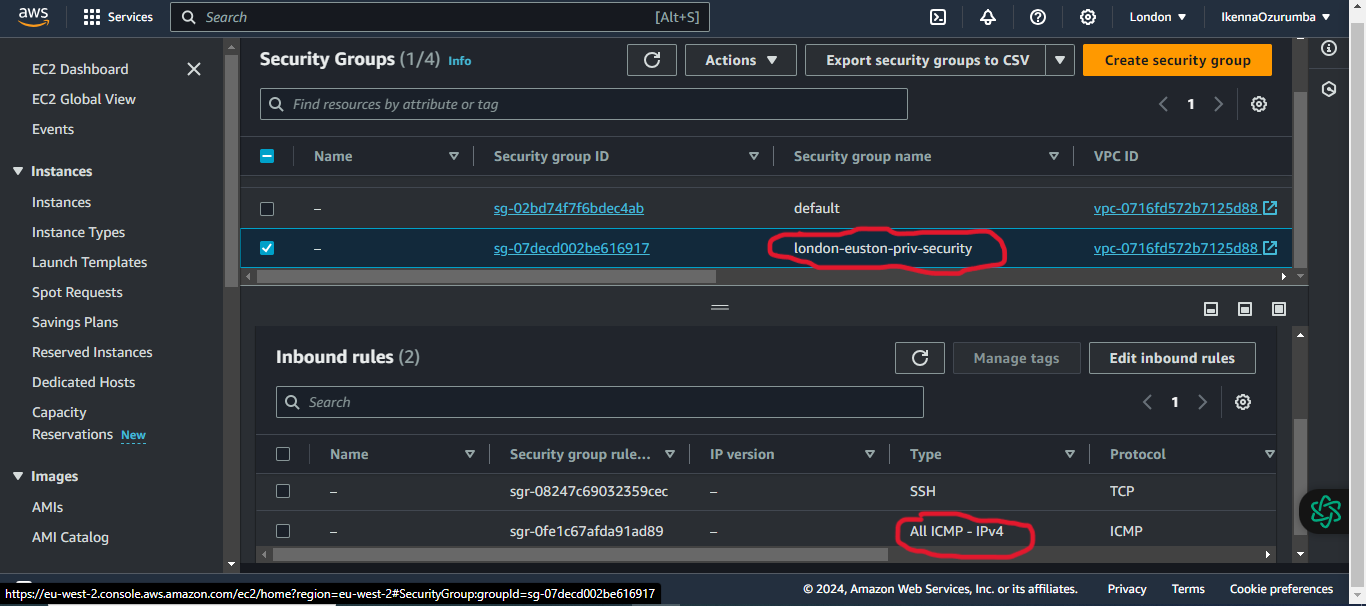 aws Services Search [Alt+S] London IkennaOzurumba
EC2 Dashboard
EC2 Global View
Events
Instances
Instances
Instance Types
Launch Templates
Spot Requests
Savings Plans
Reserved Instances
Dedicated Hosts
Capacity
Reservations New
Images
AMIs
AMI Catalog
Security Groups (1/4) Info Actions Export security groups to CSV Create security group
Find resources by attribute or tag 1
Name Security group ID Security group name VPC ID
– sg-02bd74f7f6bdec4ab default vpc-0716fd572b7125d88
– sg-07decd002be616917 london-euston-priv-security vpc-0716fd572b7125d88
Inbound rules (2) Manage tags Edit inbound rules
Search 1
Name Security group rule... IP version Type Protocol
– sgr-08247c69032359cec – SSH TCP
– sgr-0fe1c67afda91ad89 – All ICMP - IPv4 ICMP
© 2024, Amazon Web Services, Inc. or its affiliates. Privacy Terms Cookie preferences
https://eu-west-2.console.aws.amazon.com/ec2/home?region=eu-west-2#SecurityGroup:groupId=sg-07decd002be616917